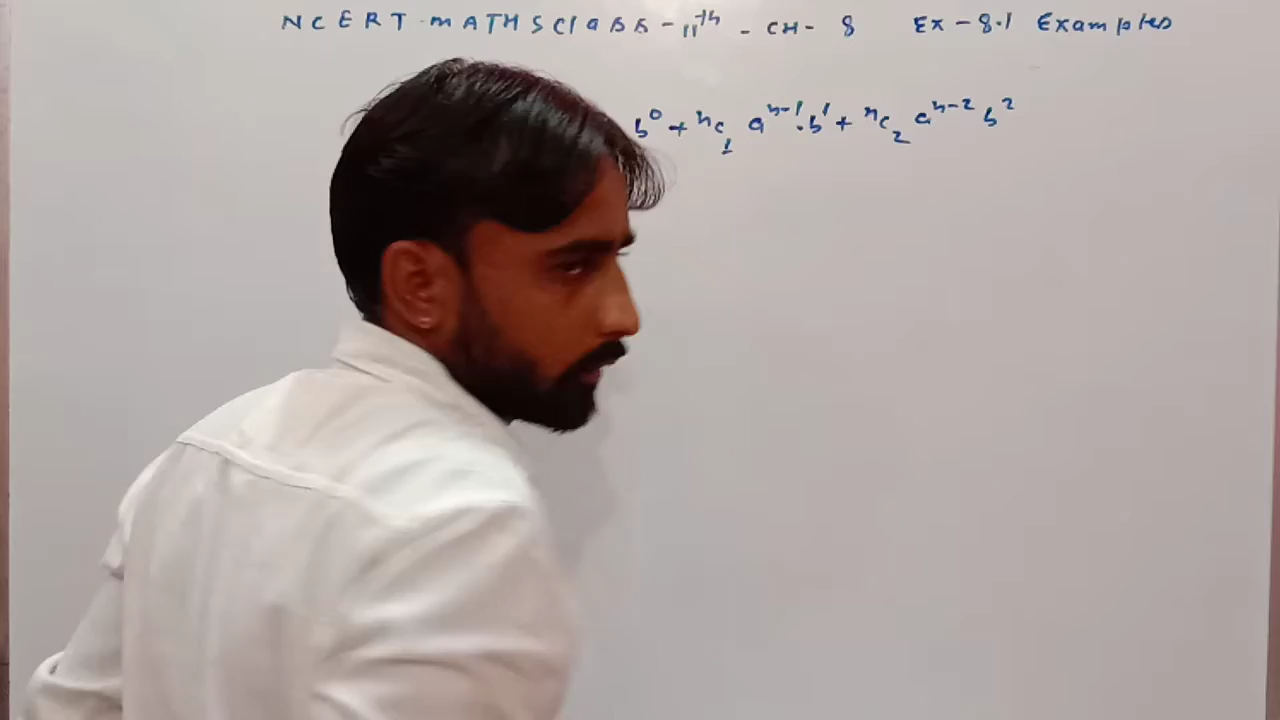 NCERT MATHS Class - 11th - CH - 8 Ex - 8.1 Examples
b⁰ + ⁿC₁ aⁿ⁻¹.b¹ + ⁿC₂ aⁿ⁻² b²